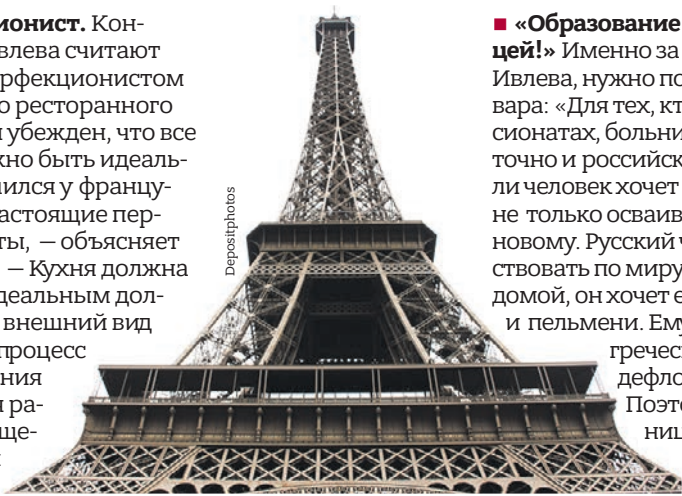 ионист. Кон-
влева считают
рфекционистом
о ресторанного
убежден, что все
кно быть идеаль-
ился у францу-
астоящие пер-
ты, — объясняет
— Кухня должна
деальным дол-
внешний вид
процесс
ния
ра-
ще-
Depositphotos
■ «Образование
цей!» Именно за
Ивлева, нужно по
вара: «Для тех, кт
сионатах, больни
точно и российск
ли человек хочет
не только осваив
новому. Русский ч
ствовать по миру
домой, он хочет е
и пельмени. Ему
гречес
дефло
Поэт
ниц